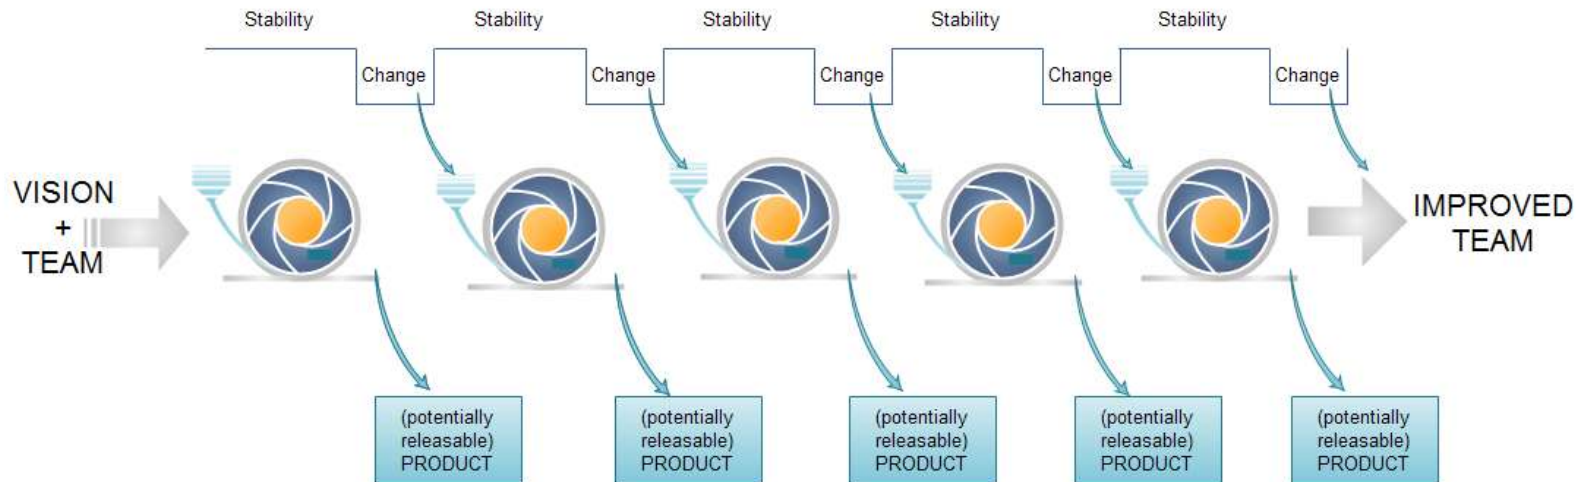 Stability
Stability
Stability
Stability
Stability
Change
Change
Change
Change
Change
VISION
+
TEAM
IMPROVED
TEAM
(potentially
releasable)
PRODUCT
(potentially
releasable)
PRODUCT
(potentially
releasable)
PRODUCT
(potentially
releasable)
PRODUCT
(potentially
releasable)
PRODUCT